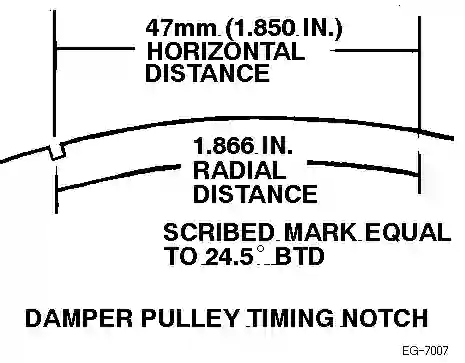 47mm (1.850 IN.)
HORIZONTAL
DISTANCE
1.866 IN.
RADIAL
DISTANCE
SCRIBED MARK EQUAL
TO 24.5° BTD
DAMPER PULLEY TIMING NOTCH
EG-7007